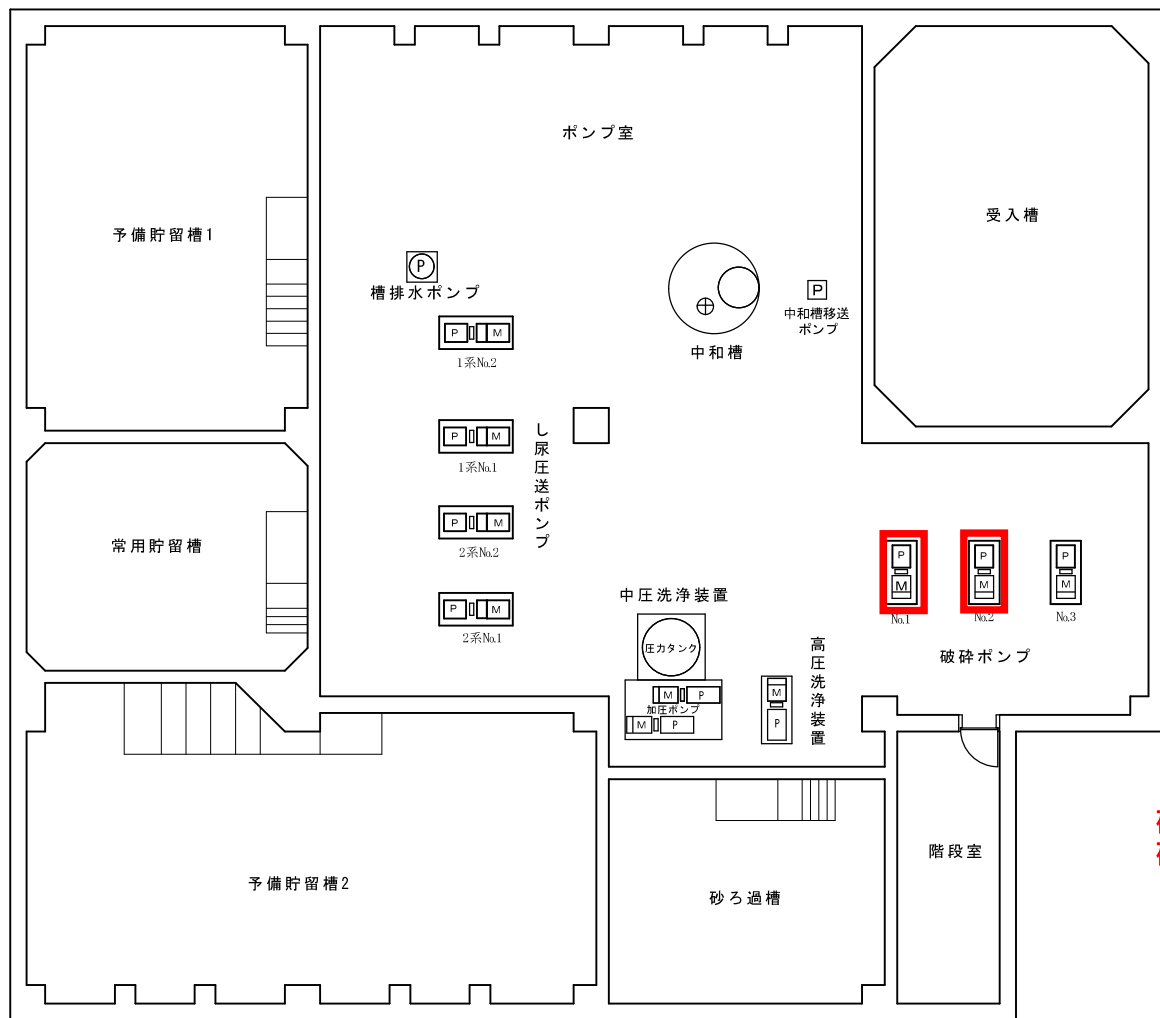 ポンプ室
受入槽
予備貯留槽1
P
槽排水ポンプ
P
中和槽移送
ポンプ
中和槽
P M
1系No.2
P M
1系No.1
し尿圧送ポンプ
P M
2系No.2
P M
2系No.1
常用貯留槽
P
M
No.1
P
M
No.2
P
M
No.3
破砕ポンプ
中圧洗浄装置
圧力タンク
M P
加圧ポンプ
M P
M
P
高圧洗浄装置
予備貯留槽2
砂ろ過槽
階段室